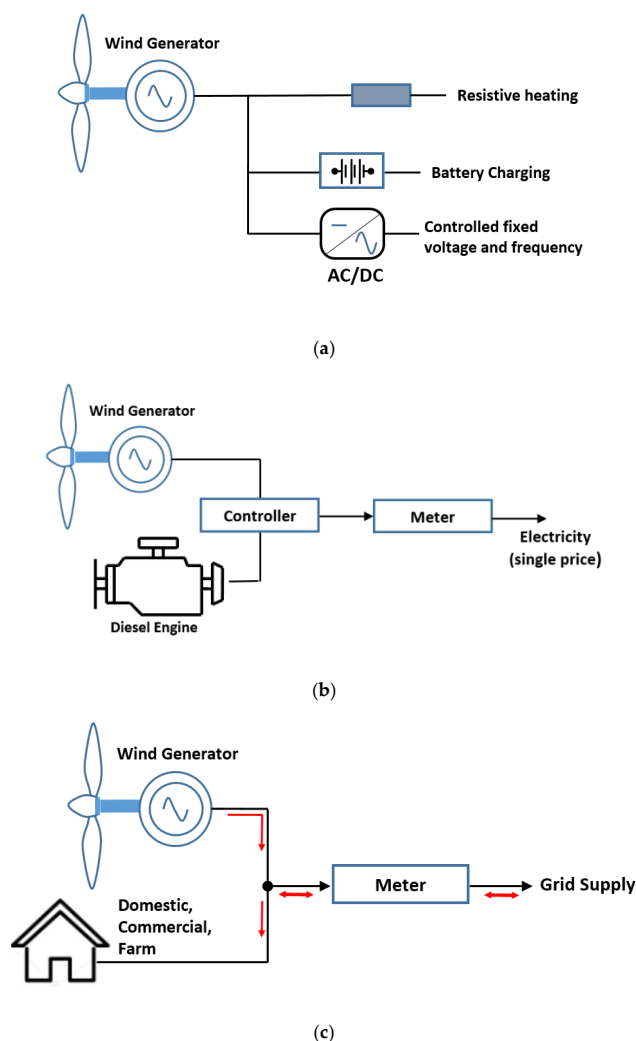 Wind Generator
Resistive heating
Battery Charging
Controlled fixed
voltage and frequency
AC/DC
(a)
Wind Generator
Controller
Meter
Electricity
(single price)
Diesel Engine
(b)
Wind Generator
Meter
Grid Supply
Domestic,
Commercial,
Farm
(c)